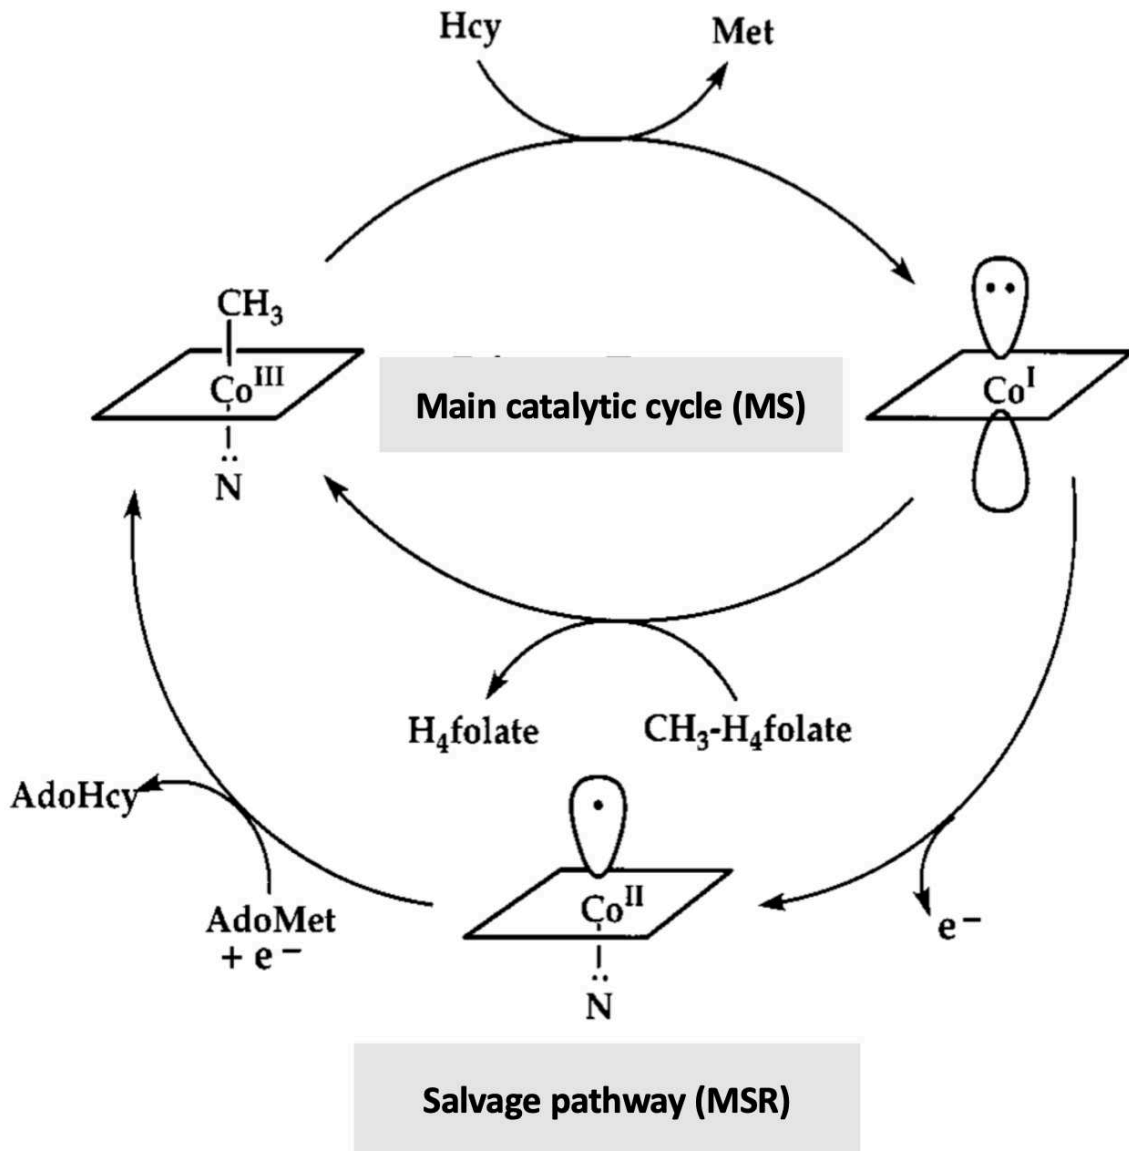 Hcy
Met
CH₃
Coᴵᴵᴵ
N
Main catalytic cycle (MS)
Coᴵ
H₄folate
CH₃-H₄folate
AdoHcy
AdoMet
+ e⁻
Coᴵᴵ
N
e⁻
Salvage pathway (MSR)